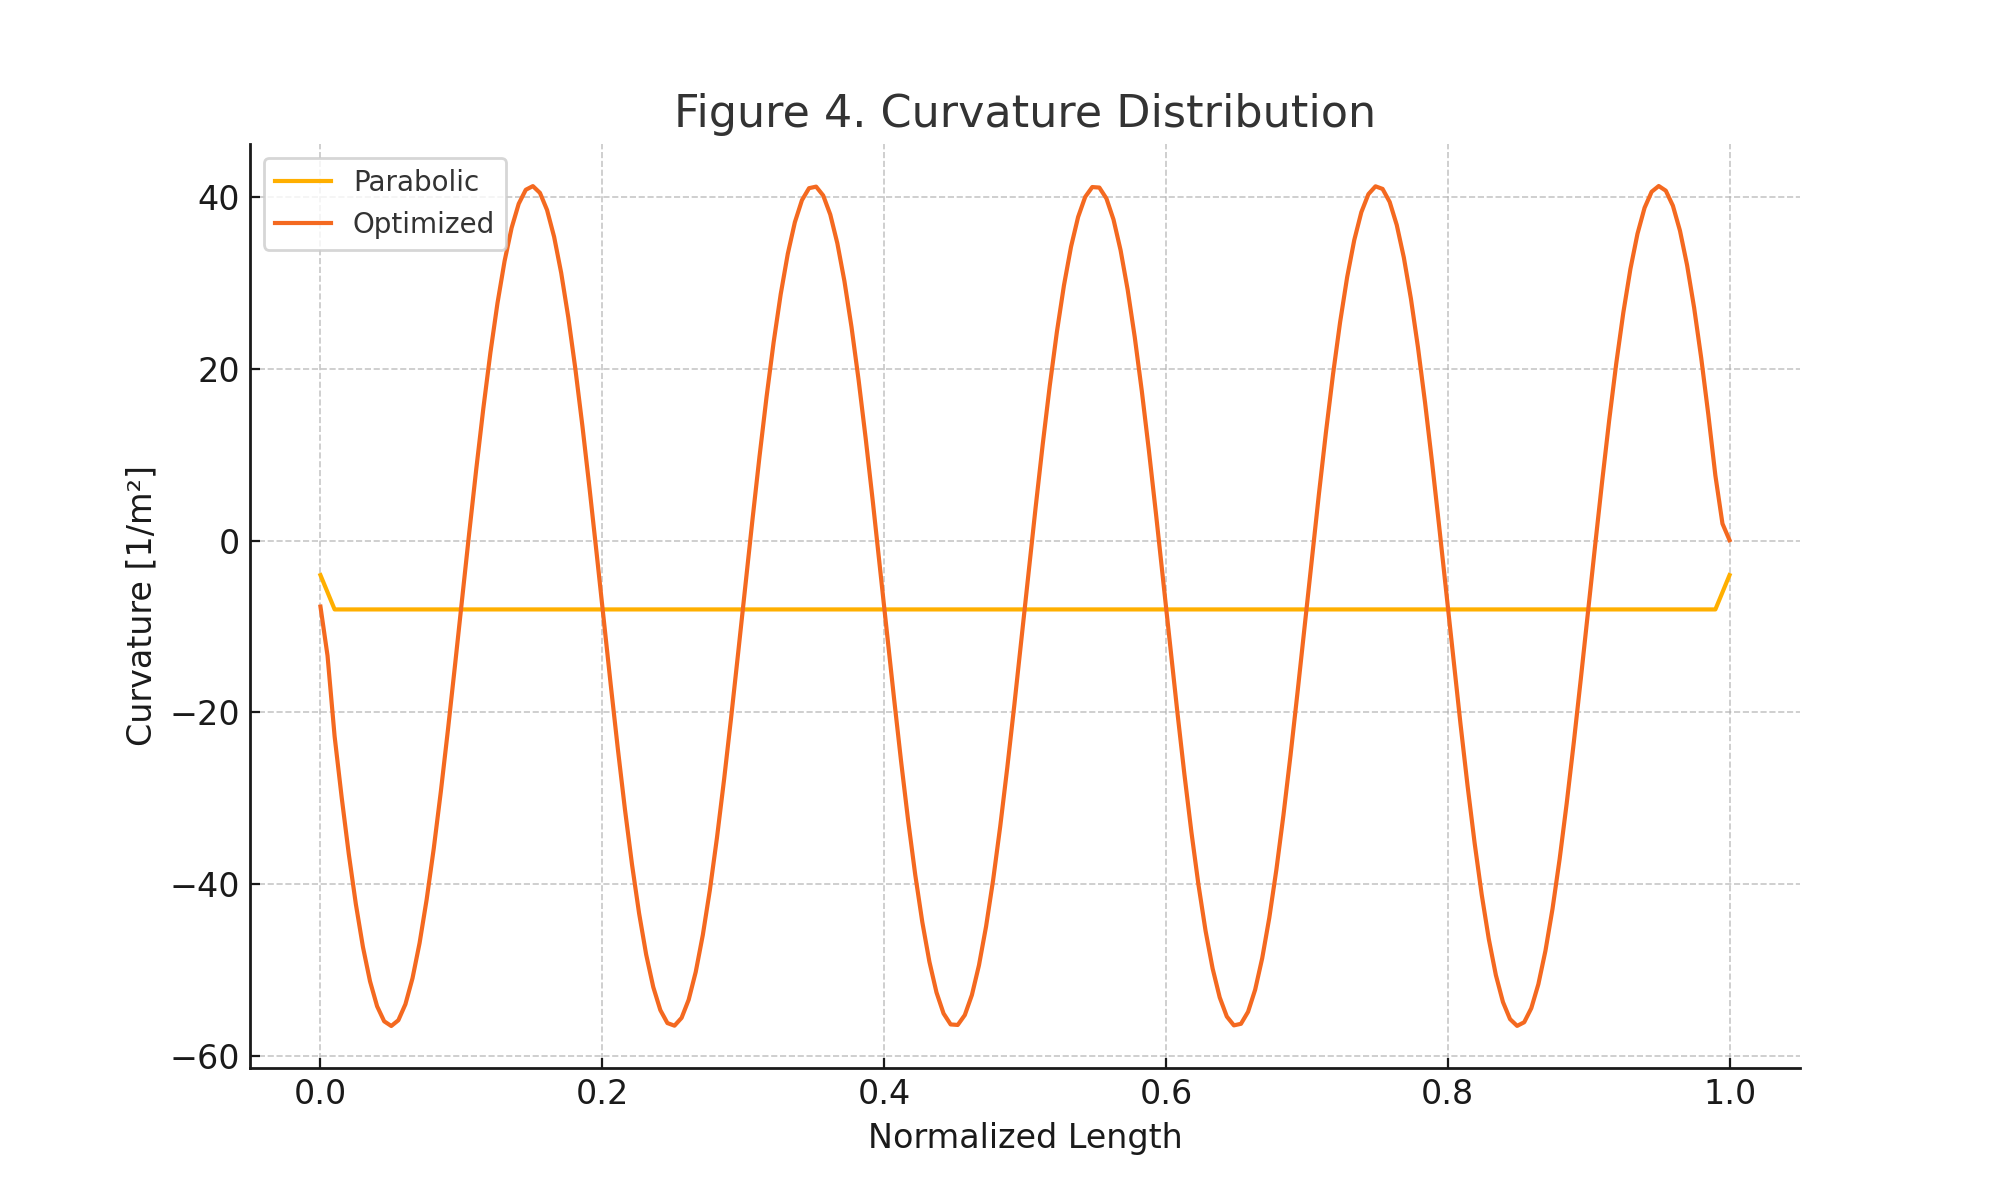 Figure 4. Curvature Distribution
Parabolic
Optimized
40
20
0
−20
−40
−60
Curvature [1/m²]
0.0 0.2 0.4 0.6 0.8 1.0
Normalized Length